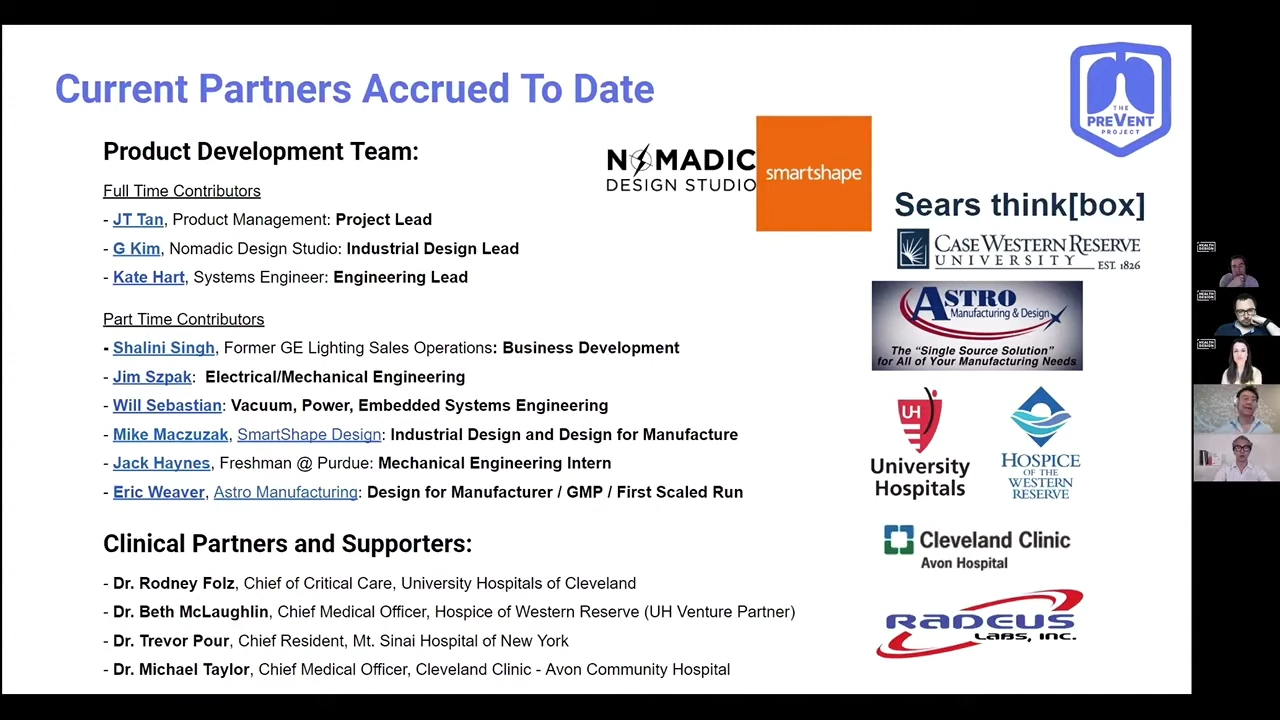 Current Partners Accrued To Date
THE
PREVENT
PROJECT
Product Development Team:
NOMADIC
DESIGN STUDIO
smartshape
Full Time Contributors
- JT Tan, Product Management: Project Lead
- G Kim, Nomadic Design Studio: Industrial Design Lead
- Kate Hart, Systems Engineer: Engineering Lead
Sears think[box]
CASE WESTERN RESERVE
UNIVERSITY EST. 1826
Part Time Contributors
- Shalini Singh, Former GE Lighting Sales Operations: Business Development
- Jim Szpak: Electrical/Mechanical Engineering
- Will Sebastian: Vacuum, Power, Embedded Systems Engineering
- Mike Maczuzak, SmartShape Design: Industrial Design and Design for Manufacture
- Jack Haynes, Freshman @ Purdue: Mechanical Engineering Intern
- Eric Weaver, Astro Manufacturing: Design for Manufacturer / GMP / First Scaled Run
ASTRO
Manufacturing & Design
The "Single Source Solution"
for All of Your Manufacturing Needs
UH
University
Hospitals
HOSPICE
OF THE
WESTERN
RESERVE
Clinical Partners and Supporters:
- Dr. Rodney Folz, Chief of Critical Care, University Hospitals of Cleveland
- Dr. Beth McLaughlin, Chief Medical Officer, Hospice of Western Reserve (UH Venture Partner)
- Dr. Trevor Pour, Chief Resident, Mt. Sinai Hospital of New York
- Dr. Michael Taylor, Chief Medical Officer, Cleveland Clinic - Avon Community Hospital
Cleveland Clinic
Avon Hospital
RADEUS
LABS, INC.
HEALTH
DESIGN
HEALTH
DESIGN
HEALTH
DESIGN